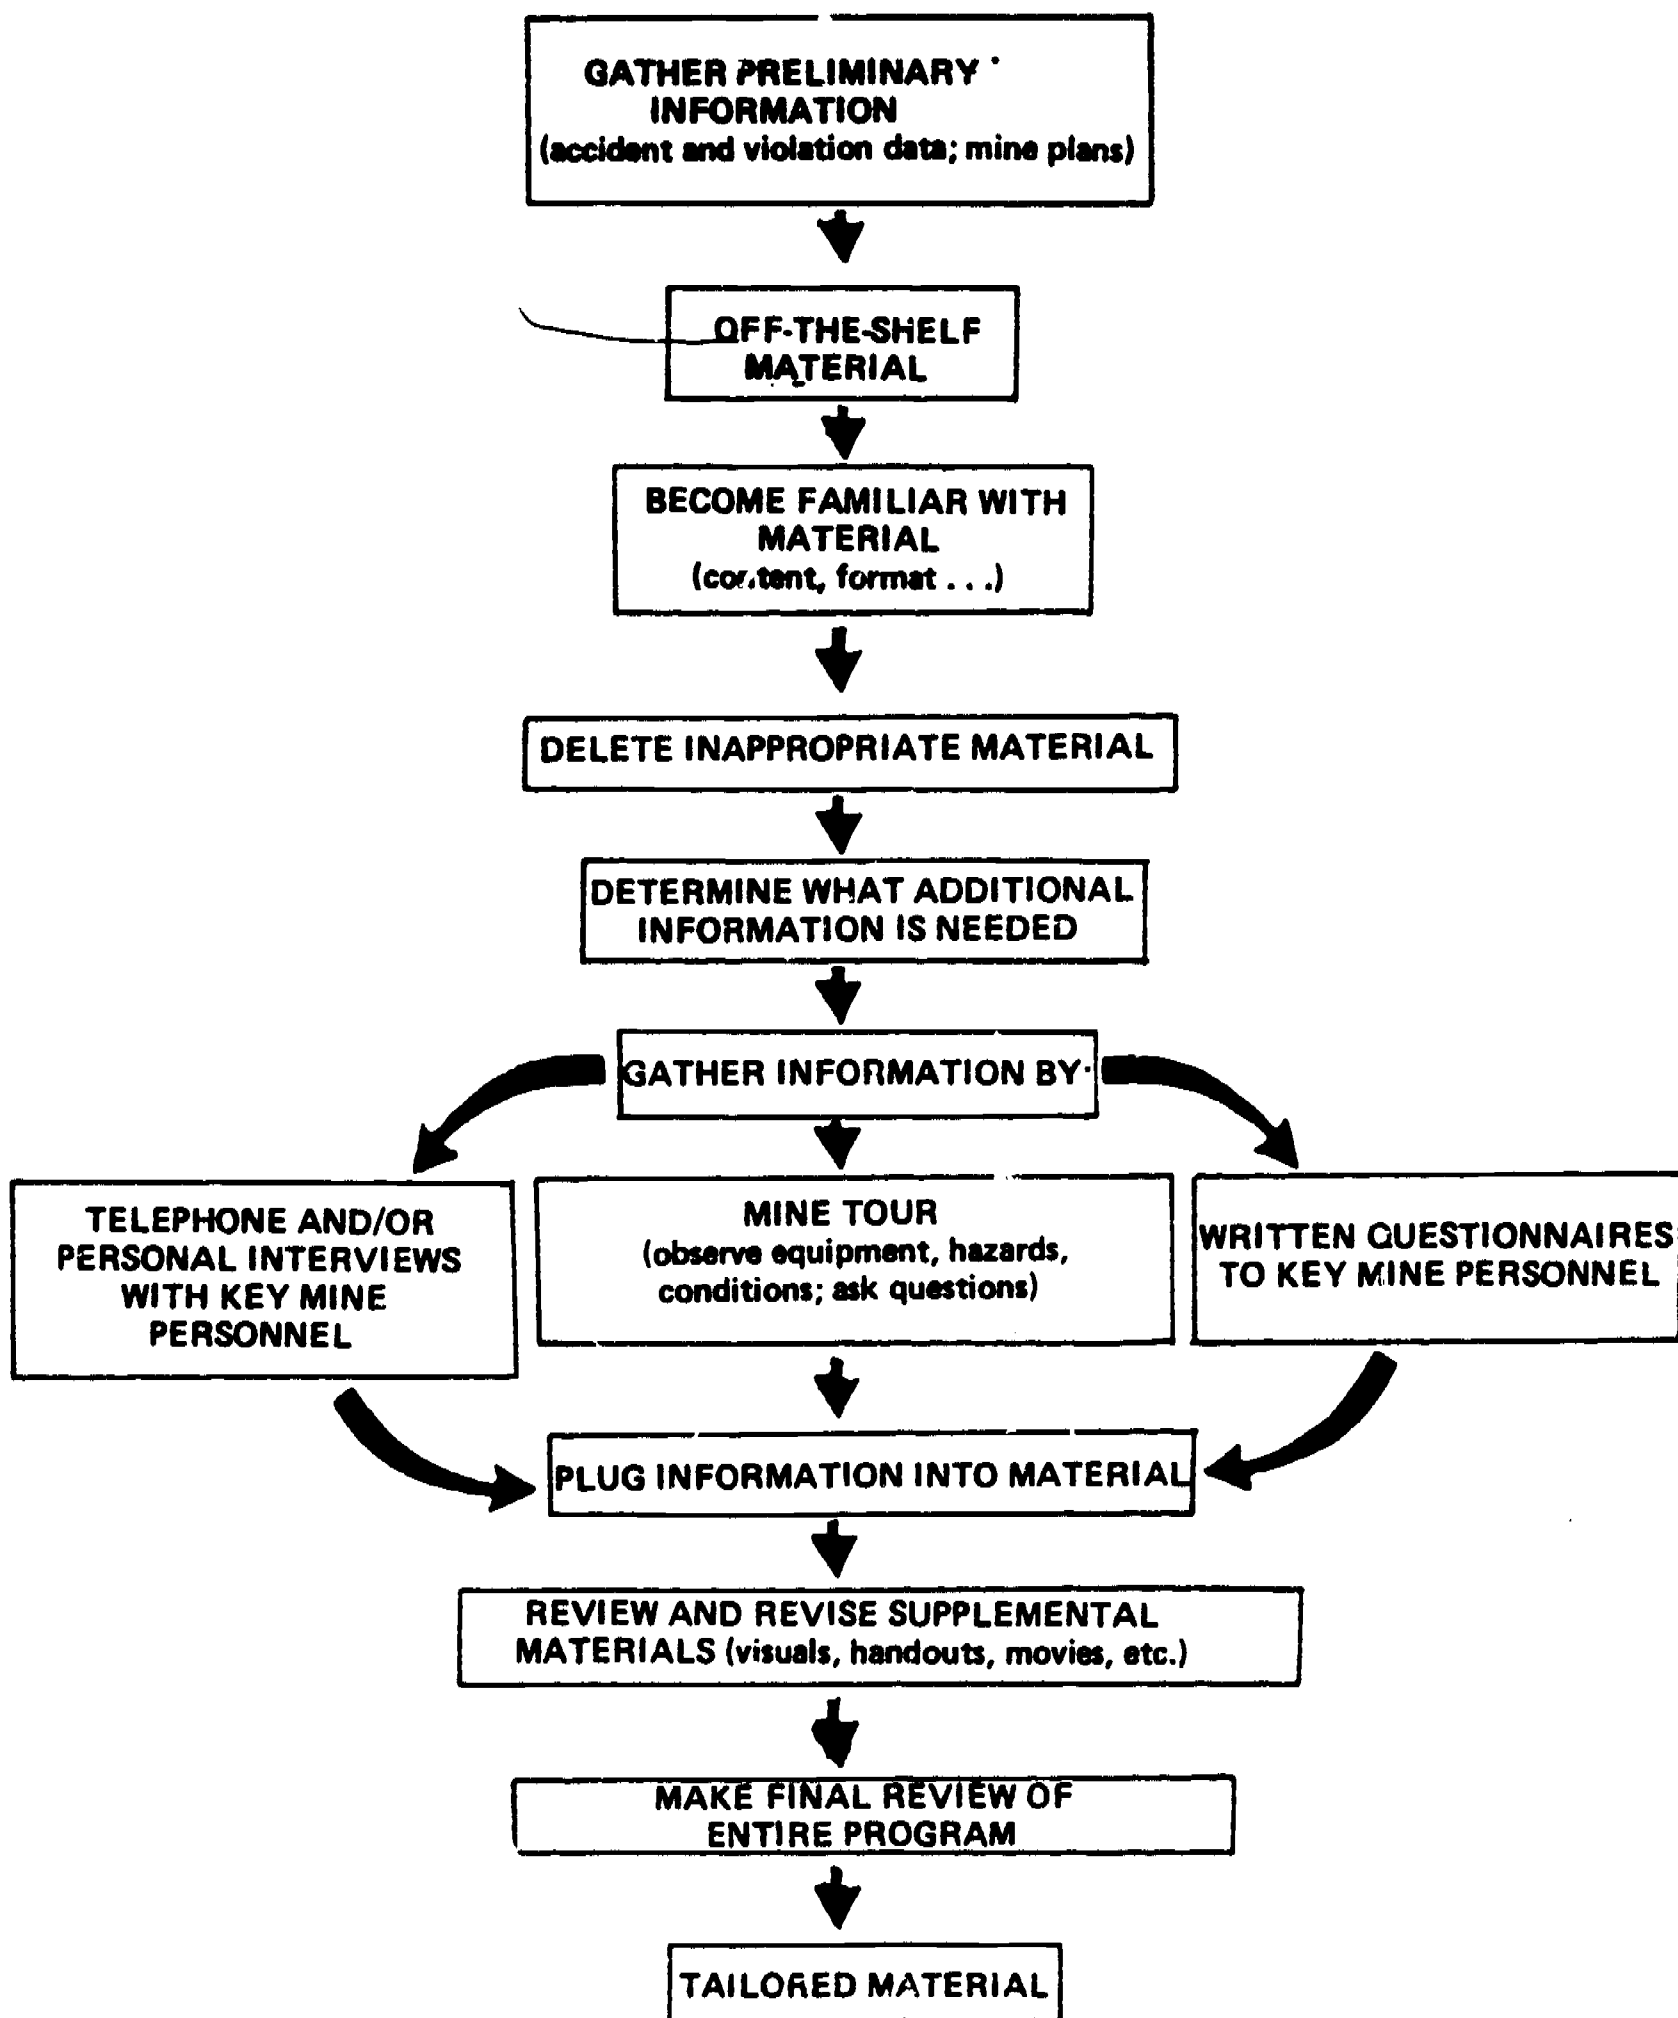 GATHER PRELIMINARY
INFORMATION
(accident and violation data; mine plans)
OFF-THE-SHELF
MATERIAL
BECOME FAMILIAR WITH
MATERIAL
(content, format . . .)
DELETE INAPPROPRIATE MATERIAL
DETERMINE WHAT ADDITIONAL
INFORMATION IS NEEDED
GATHER INFORMATION BY:
TELEPHONE AND/OR
PERSONAL INTERVIEWS
WITH KEY MINE
PERSONNEL
MINE TOUR
(observe equipment, hazards,
conditions; ask questions)
WRITTEN QUESTIONNAIRES
TO KEY MINE PERSONNEL
PLUG INFORMATION INTO MATERIAL
REVIEW AND REVISE SUPPLEMENTAL
MATERIALS (visuals, handouts, movies, etc.)
MAKE FINAL REVIEW OF
ENTIRE PROGRAM
TAILORED MATERIAL